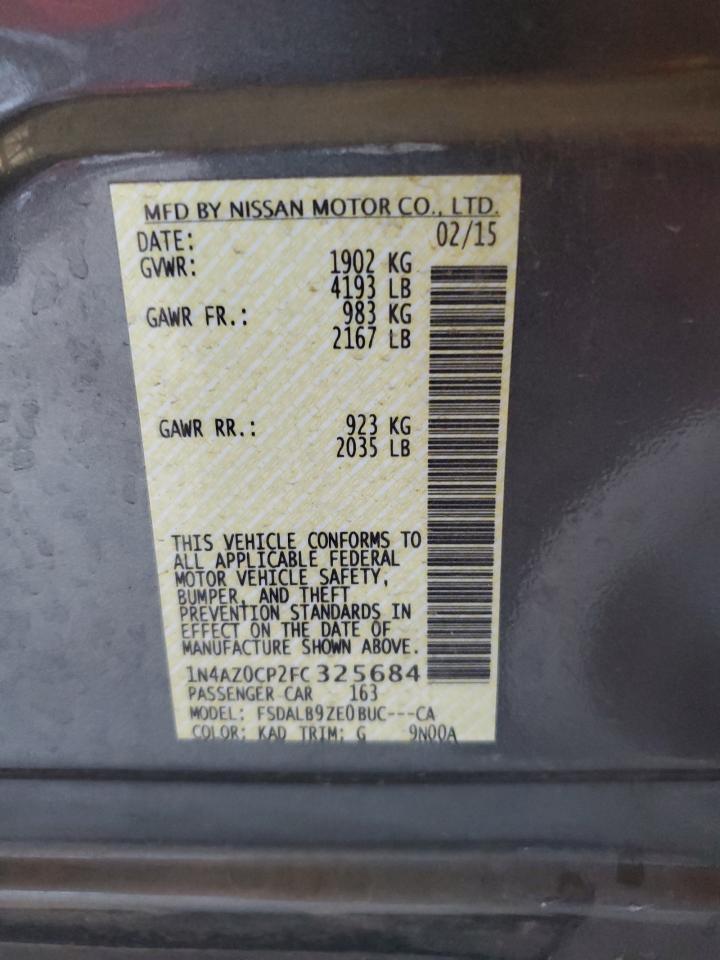 MFD BY NISSAN MOTOR CO., LTD.
DATE: 02/15
GVWR: 1902 KG
4193 LB
GAWR FR.: 983 KG
2167 LB
GAWR RR.: 923 KG
2035 LB
THIS VEHICLE CONFORMS TO
ALL APPLICABLE FEDERAL
MOTOR VEHICLE SAFETY,
BUMPER, AND THEFT
PREVENTION STANDARDS IN
EFFECT ON THE DATE OF
MANUFACTURE SHOWN ABOVE.
1N4AZ0CP2FC325684
PASSENGER CAR 163
MODEL: FSDALB9ZE0BUC---CA
COLOR: KAD TRIM: G 9N00A